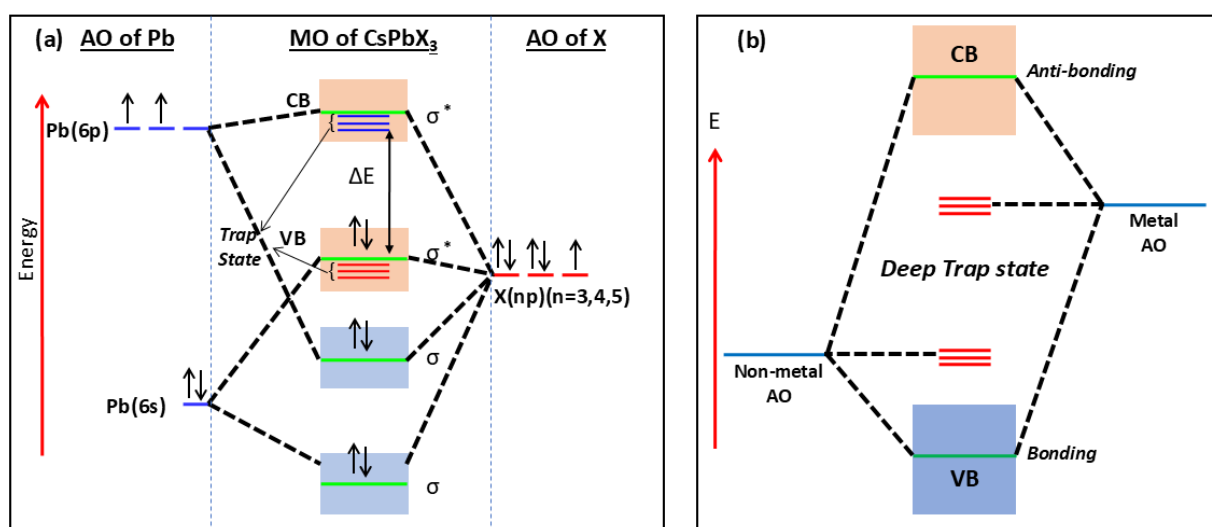 (a)
AO of Pb
MO of CsPbX3
AO of X
CB
σ*
Pb(6p)
ΔE
Energy
Trap
State
VB
σ*
X(np)(n=3,4,5)
σ
Pb(6s)
σ
(b)
CB
Anti-bonding
E
Metal
AO
Deep Trap state
Non-metal
AO
Bonding
VB